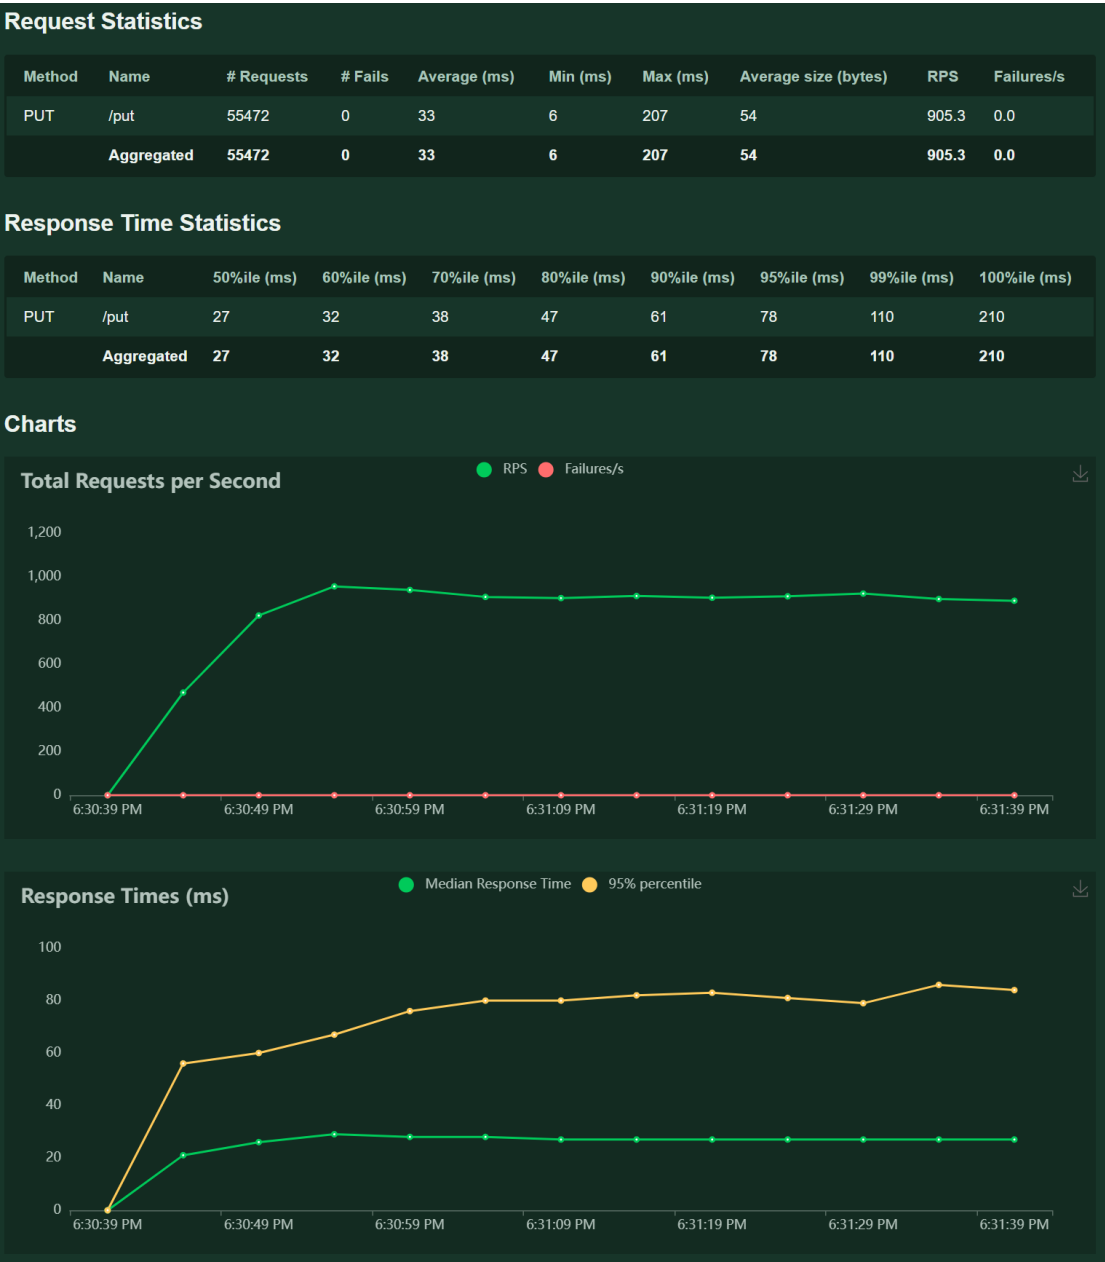 Request Statistics
Method Name # Requests # Fails Average (ms) Min (ms) Max (ms) Average size (bytes) RPS Failures/s
PUT /put 55472 0 33 6 207 54 905.3 0.0
Aggregated 55472 0 33 6 207 54 905.3 0.0
Response Time Statistics
Method Name 50%ile (ms) 60%ile (ms) 70%ile (ms) 80%ile (ms) 90%ile (ms) 95%ile (ms) 99%ile (ms) 100%ile (ms)
PUT /put 27 32 38 47 61 78 110 210
Aggregated 27 32 38 47 61 78 110 210
Charts
Total Requests per Second
RPS Failures/s
1,200
1,000
800
600
400
200
0
6:30:39 PM 6:30:49 PM 6:30:59 PM 6:31:09 PM 6:31:19 PM 6:31:29 PM 6:31:39 PM
Response Times (ms)
Median Response Time 95% percentile
100
80
60
40
20
0
6:30:39 PM 6:30:49 PM 6:30:59 PM 6:31:09 PM 6:31:19 PM 6:31:29 PM 6:31:39 PM